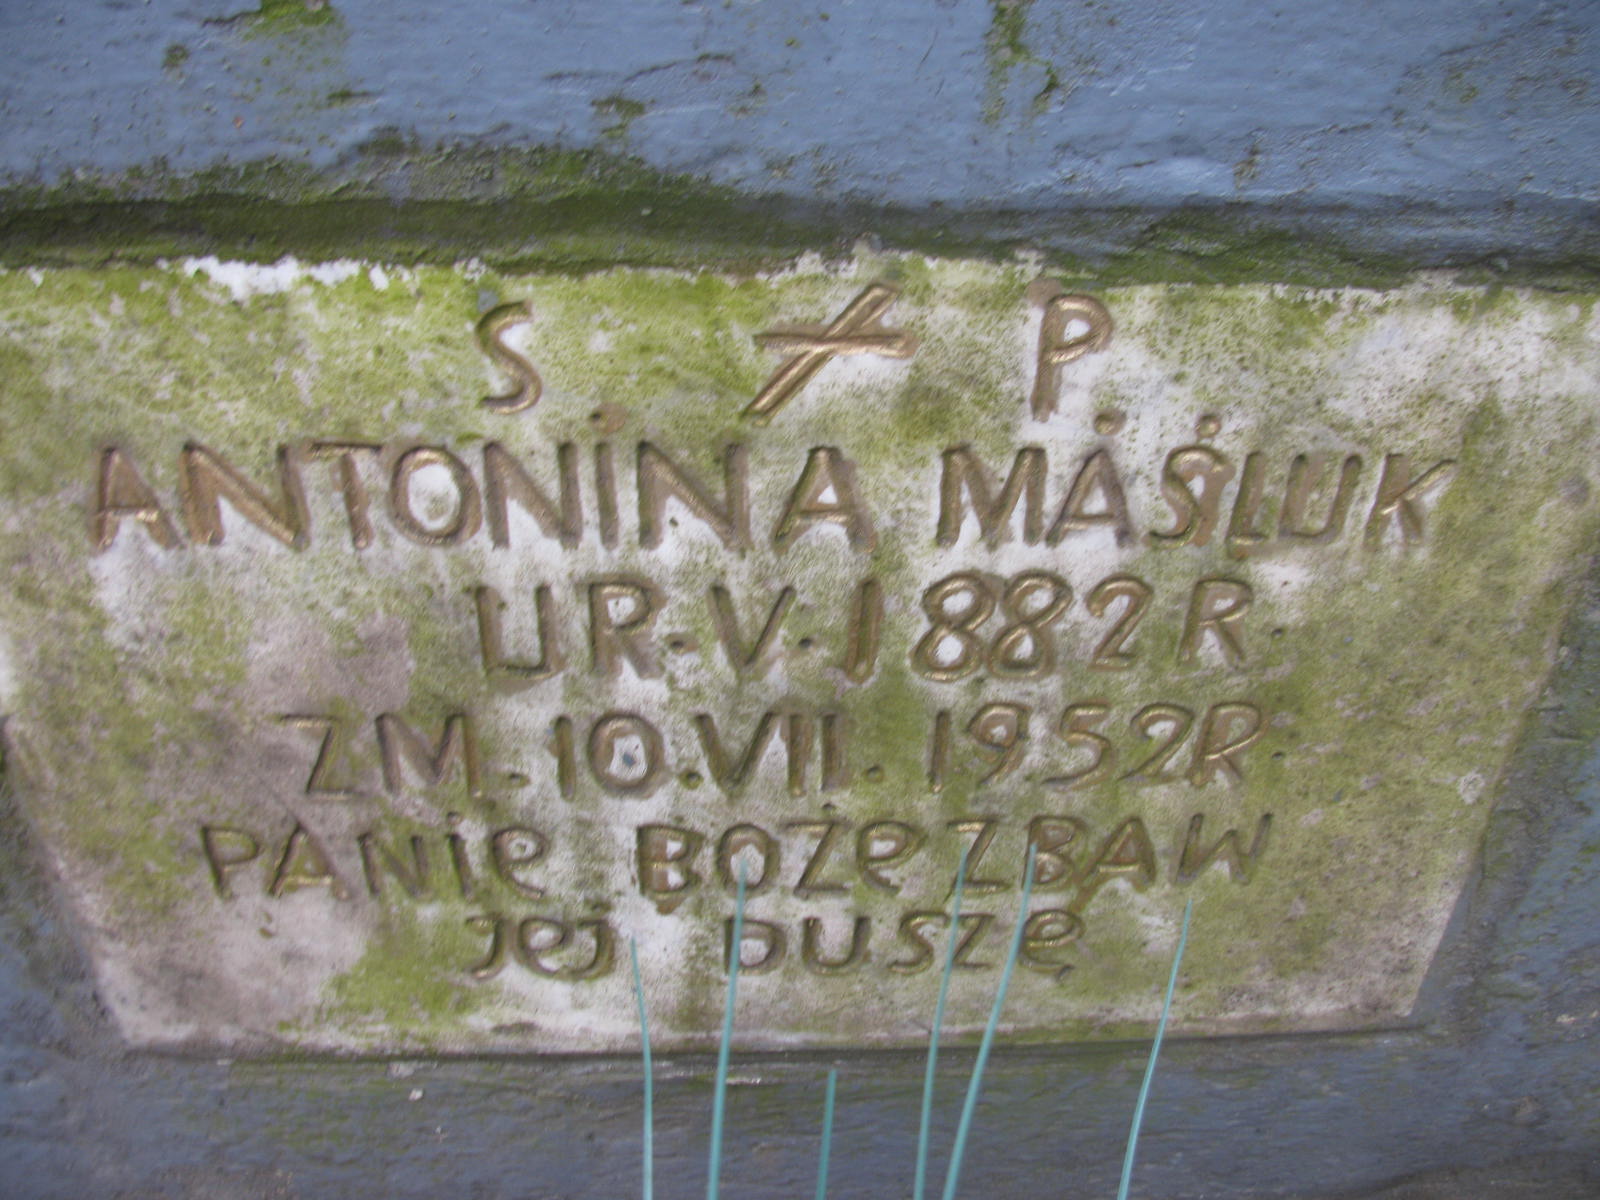 S P
ANTONINA MAŚLUK
UR. V. 1882 R.
ZM. 10. VII. 1952 R.
PANIE BOŻE ZBAW
JEJ DUSZĘ